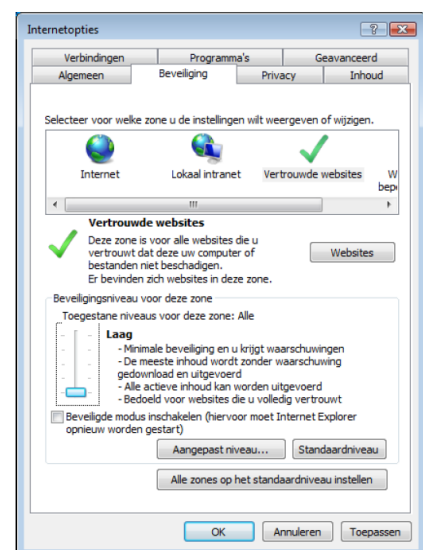 Internetopties
Verbindingen Programma's Geavanceerd
Algemeen Beveiliging Privacy Inhoud
Selecteer voor welke zone u de instellingen wilt weergeven of wijzigen.
Internet Lokaal intranet Vertrouwde websites W
bepe
Vertrouwde websites
Deze zone is voor alle websites die u
vertrouwt dat deze uw computer of
bestanden niet beschadigen.
Er bevinden zich websites in deze zone.
Websites
Beveiligingsniveau voor deze zone
Toegestane niveaus voor deze zone: Alle
Laag
- Minimale beveiliging en u krijgt waarschuwingen
- De meeste inhoud wordt zonder waarschuwing
gedownload en uitgevoerd
- Alle actieve inhoud kan worden uitgevoerd
- Bedoeld voor websites die u volledig vertrouwt
Beveiligde modus inschakelen (hiervoor moet Internet Explorer
opnieuw worden gestart)
Aangepast niveau... Standaardniveau
Alle zones op het standaardniveau instellen
OK Annuleren Toepassen